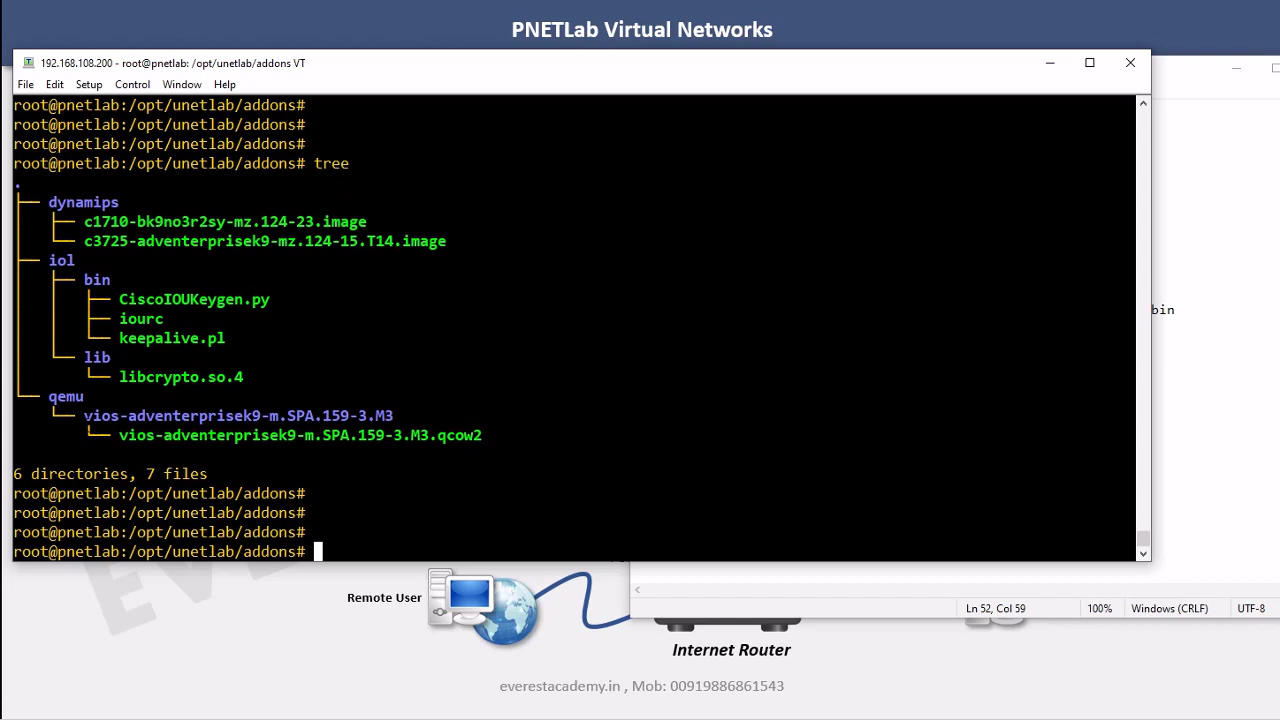 PNETLab Virtual Networks
192.168.108.200 - root@pnetlab: /opt/unetlab/addons VT
File Edit Setup Control Window Help
root@pnetlab:/opt/unetlab/addons#
root@pnetlab:/opt/unetlab/addons#
root@pnetlab:/opt/unetlab/addons#
root@pnetlab:/opt/unetlab/addons# tree
.
├── dynamips
│   ├── c1710-bk9no3r2sy-mz.124-23.image
│   └── c3725-adventerprisek9-mz.124-15.T14.image
├── iol
│   ├── bin
│   │   ├── CiscoIOUKeygen.py
│   │   ├── iourc
│   │   └── keepalive.pl
│   └── lib
│       └── libcrypto.so.4
└── qemu
    └── vios-adventerprisek9-m.SPA.159-3.M3
        └── vios-adventerprisek9-m.SPA.159-3.M3.qcow2
6 directories, 7 files
root@pnetlab:/opt/unetlab/addons#
root@pnetlab:/opt/unetlab/addons#
root@pnetlab:/opt/unetlab/addons#
root@pnetlab:/opt/unetlab/addons#
bin
Remote User
Ln 52, Col 59 100% Windows (CRLF) UTF-8
Internet Router
everestacademy.in , Mob: 00919886861543